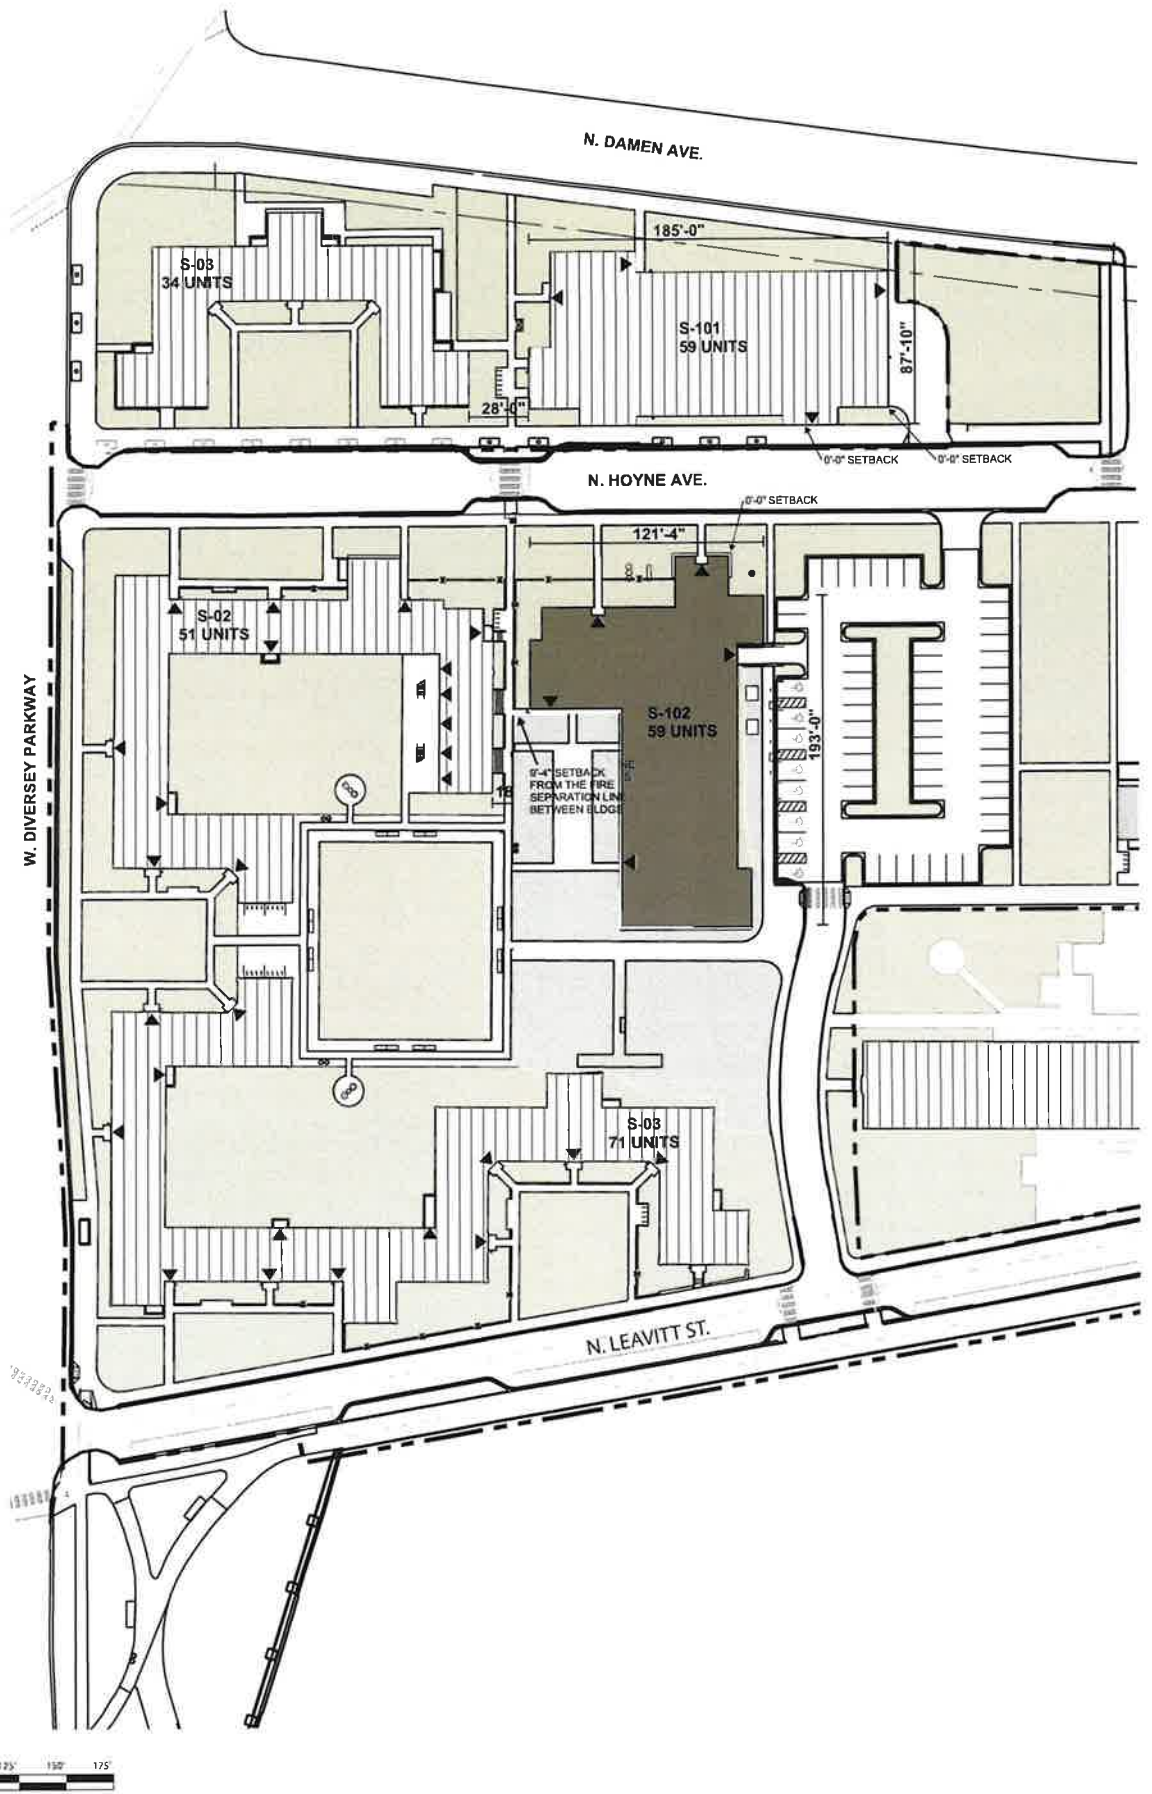 N. DAMEN AVE.
185'-0"
S-03
34 UNITS
S-101
59 UNITS
87'-10"
28'-0"
0'-0" SETBACK
0'-0" SETBACK
N. HOYNE AVE.
0'-0" SETBACK
121'-4"
S-02
51 UNITS
W. DIVERSEY PARKWAY
S-102
59 UNITS
193'-0"
9'-4" SETBACK
FROM THE FIRE
SEPARATION LINE
BETWEEN BLDGS
18
S-03
71 UNITS
N. LEAVITT ST.
125' 150' 175'